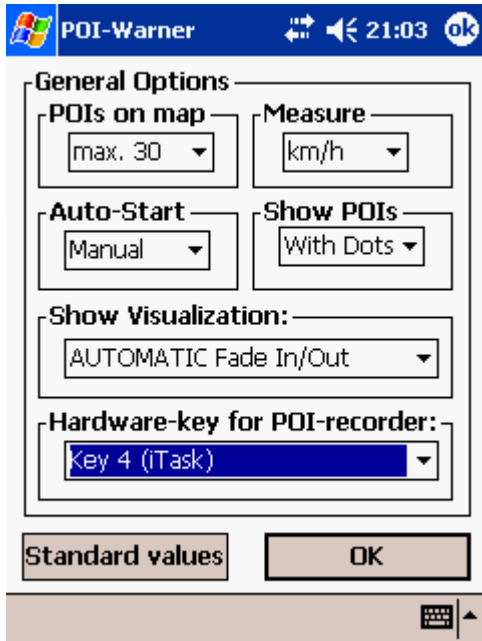 POI-Warner 21:03 ok
General Options
POIs on map Measure
max. 30 km/h
Auto-Start Show POIs
Manual With Dots
Show Visualization:
AUTOMATIC Fade In/Out
Hardware-key for POI-recorder:
Key 4 (iTask)
Standard values OK